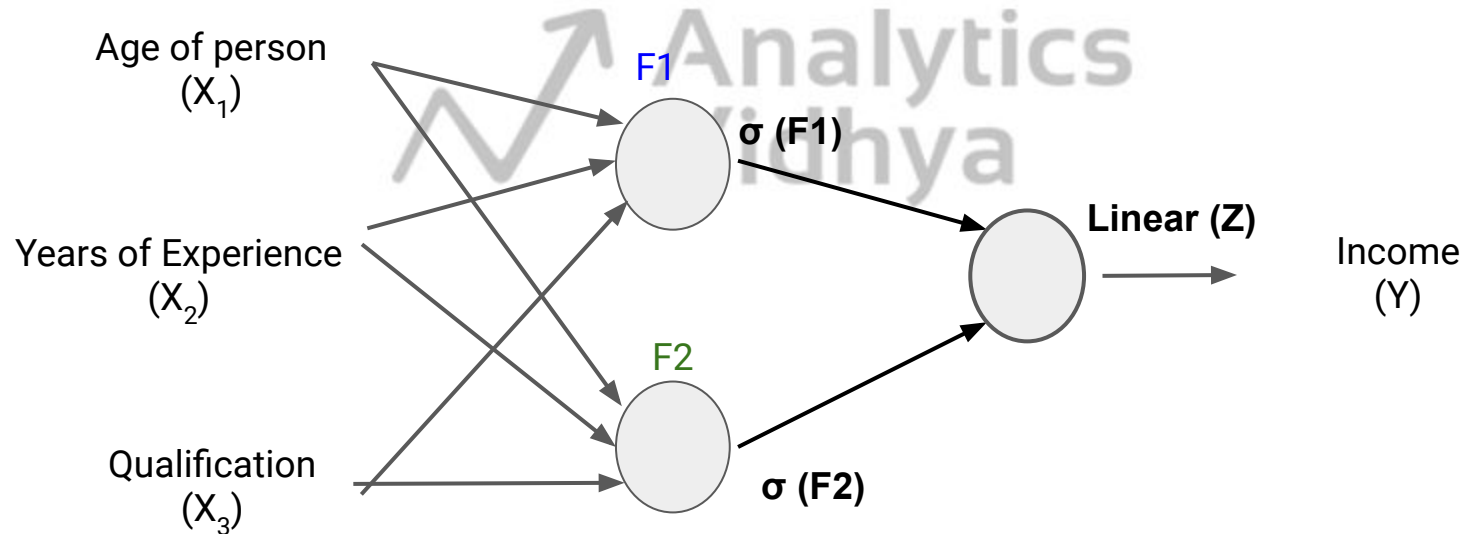 Analytics
Vidhya
Age of person
(X₁)
F1
σ (F1)
Years of Experience
(X₂)
Linear (Z)
Income
(Y)
F2
Qualification
(X₃)
σ (F2)